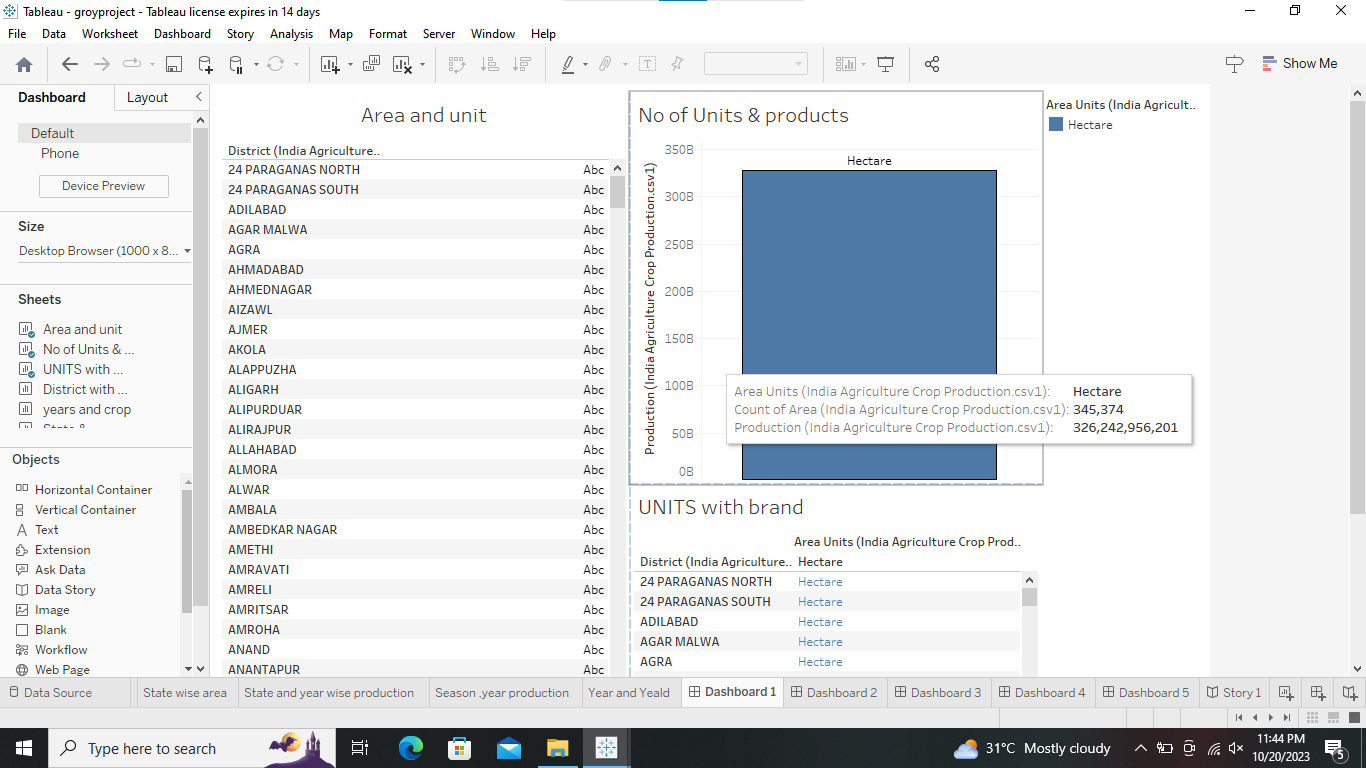 Tableau - groyproject - Tableau license expires in 14 days
File Data Worksheet Dashboard Story Analysis Map Format Server Window Help
Show Me
Dashboard Layout
Default
Phone
Device Preview
Size
Desktop Browser (1000 x 8...
Sheets
Area and unit
No of Units & ...
UNITS with ...
District with ...
years and crop
Objects
Horizontal Container
Vertical Container
Text
Extension
Ask Data
Data Story
Image
Blank
Workflow
Web Page
Area and unit
District (India Agriculture..
24 PARAGANAS NORTH Abc
24 PARAGANAS SOUTH Abc
ADILABAD Abc
AGAR MALWA Abc
AGRA Abc
AHMADABAD Abc
AHMEDNAGAR Abc
AIZAWL Abc
AJMER Abc
AKOLA Abc
ALAPPUZHA Abc
ALIGARH Abc
ALIPURDUAR Abc
ALIRAJPUR Abc
ALLAHABAD Abc
ALMORA Abc
ALWAR Abc
AMBALA Abc
AMBEDKAR NAGAR Abc
AMETHI Abc
AMRAVATI Abc
AMRELI Abc
AMRITSAR Abc
AMROHA Abc
ANAND Abc
ANANTAPUR Abc
No of Units & products
Production (India Agriculture Crop Production.csv1)
350B
300B
250B
200B
150B
100B
50B
0B
Hectare
Area Units (India Agriculture Crop Production.csv1): Hectare
Count of Area (India Agriculture Crop Production.csv1): 345,374
Production (India Agriculture Crop Production.csv1): 326,242,956,201
Area Units (India Agricult..
Hectare
UNITS with brand
Area Units (India Agriculture Crop Prod..
District (India Agriculture.. Hectare
24 PARAGANAS NORTH Hectare
24 PARAGANAS SOUTH Hectare
ADILABAD Hectare
AGAR MALWA Hectare
AGRA Hectare
Data Source State wise area State and year wise production Season ,year production Year and Yeald Dashboard 1 Dashboard 2 Dashboard 3 Dashboard 4 Dashboard 5 Story 1
Type here to search
31°C Mostly cloudy
11:44 PM
10/20/2023
5